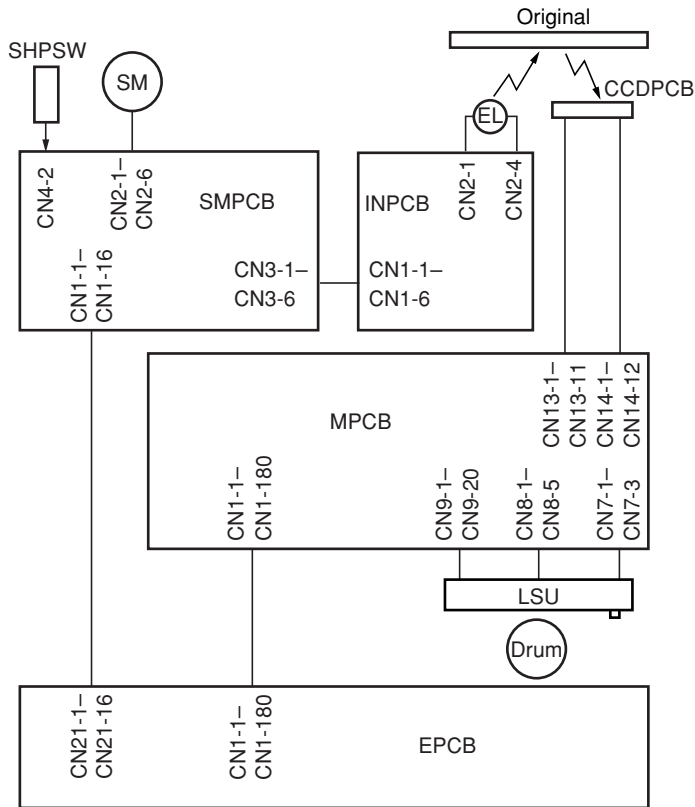 Original
SHPSW
SM
CCDPCB
EL
CN4-2
CN2-1–
CN2-6
SMPCB
INPCB
CN2-1
CN2-4
CN1-1–
CN1-16
CN3-1–
CN3-6
CN1-1–
CN1-6
MPCB
CN13-1–
CN13-11
CN14-1–
CN14-12
CN1-1–
CN1-180
CN9-1–
CN9-20
CN8-1–
CN8-5
CN7-1–
CN7-3
LSU
Drum
CN21-1–
CN21-16
CN1-1–
CN1-180
EPCB